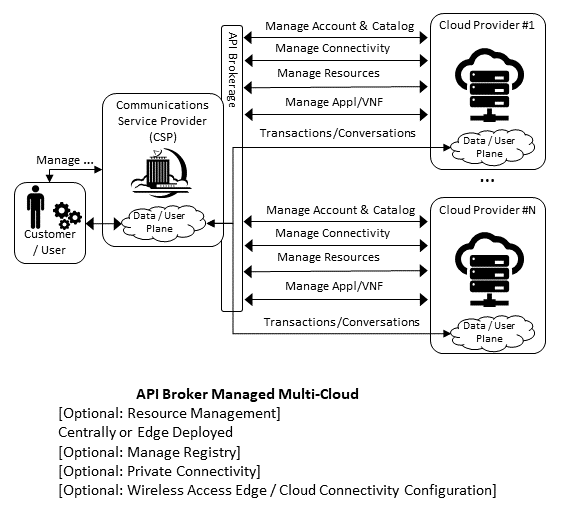 Manage Account & Catalog
Manage Connectivity
Manage Resources
Manage Appl/VNF
Transactions/Conversations
API Brokerage
Cloud Provider #1
Data / User
Plane
...
Communications
Service Provider
(CSP)
Manage ...
Customer
/ User
Data / User
Plane
Manage Account & Catalog
Manage Connectivity
Manage Resources
Manage Appl/VNF
Transactions/Conversations
Cloud Provider #N
Data / User
Plane
API Broker Managed Multi-Cloud
[Optional: Resource Management]
Centrally or Edge Deployed
[Optional: Manage Registry]
[Optional: Private Connectivity]
[Optional: Wireless Access Edge / Cloud Connectivity Configuration]